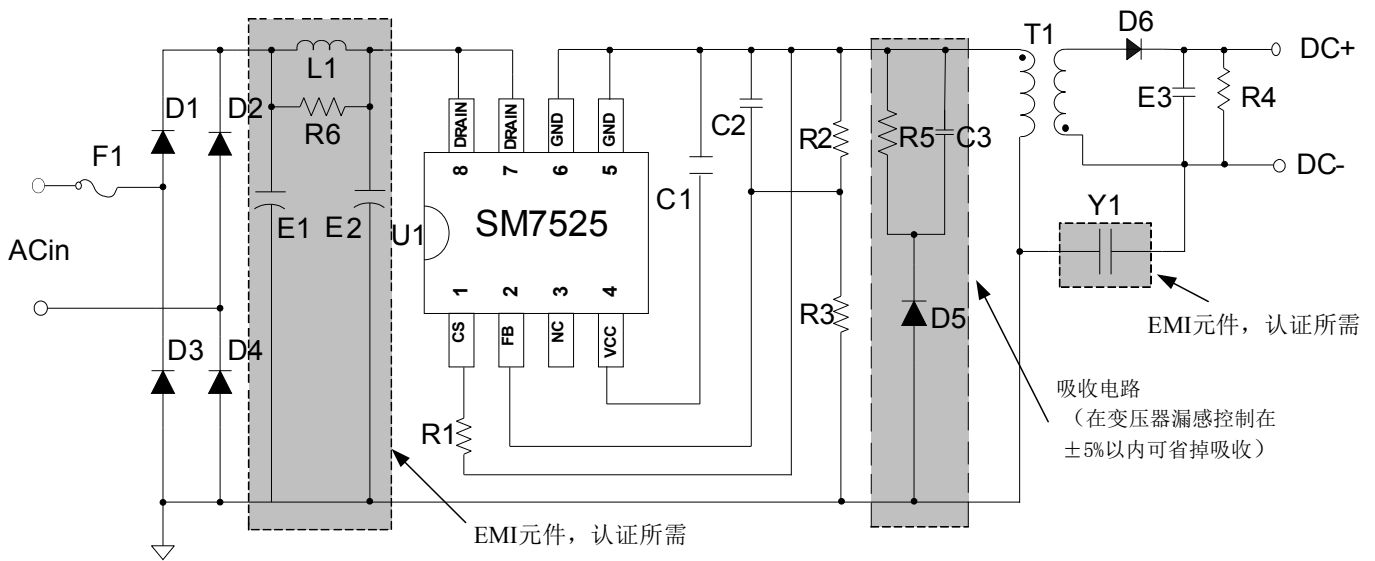 T1
D6
DC+
L1
E3
R4
D1
D2
DRAIN
DRAIN
GND
GND
C2
R6
R2
R5
C3
F1
8
7
6
5
DC-
C1
Y1
E1
E2
U1
SM7525
ACin
1
2
3
4
R3
D5
EMI元件，认证所需
CS
FB
NC
VCC
D3
D4
吸收电路
（在变压器漏感控制在
±5%以内可省掉吸收）
R1
EMI元件，认证所需